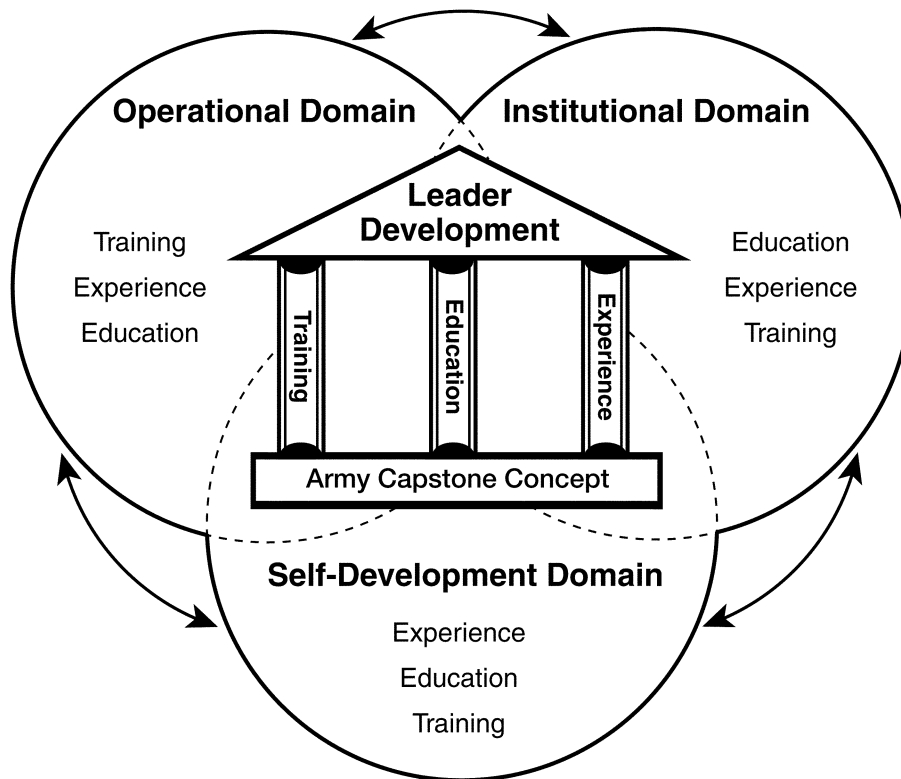 Operational Domain
Institutional Domain
Leader
Development
Training
Experience
Education
Education
Experience
Training
Training
Education
Experience
Army Capstone Concept
Self-Development Domain
Experience
Education
Training